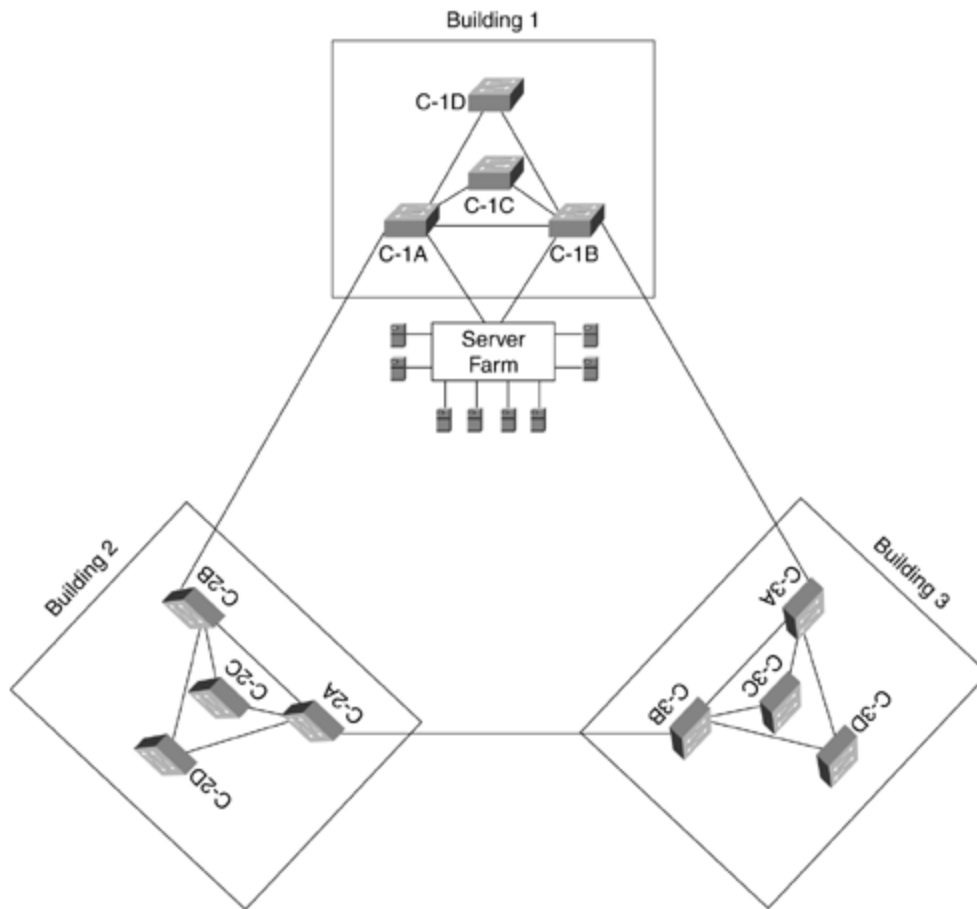 Building 1
C-1D
C-1C
C-1A
C-1B
Server
Farm
Building 2
C-2B
C-2C
C-2A
C-2D
Building 3
C-3A
C-3C
C-3B
C-3D